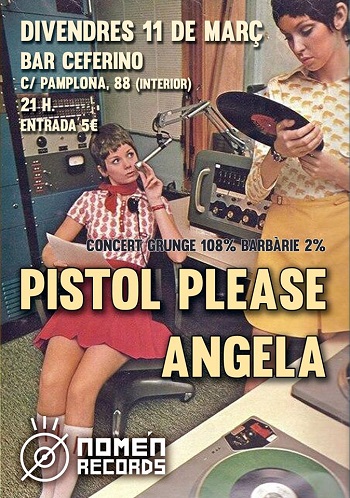 DIVENDRES 11 DE MARÇ
BAR CEFERINO
C/ PAMPLONA, 88 (INTERIOR)
21 H.
ENTRADA 5€
CONCERT GRUNGE 108% BARBÀRIE 2%
PISTOL PLEASE
ANGELA
NOMÉN
RECORDS